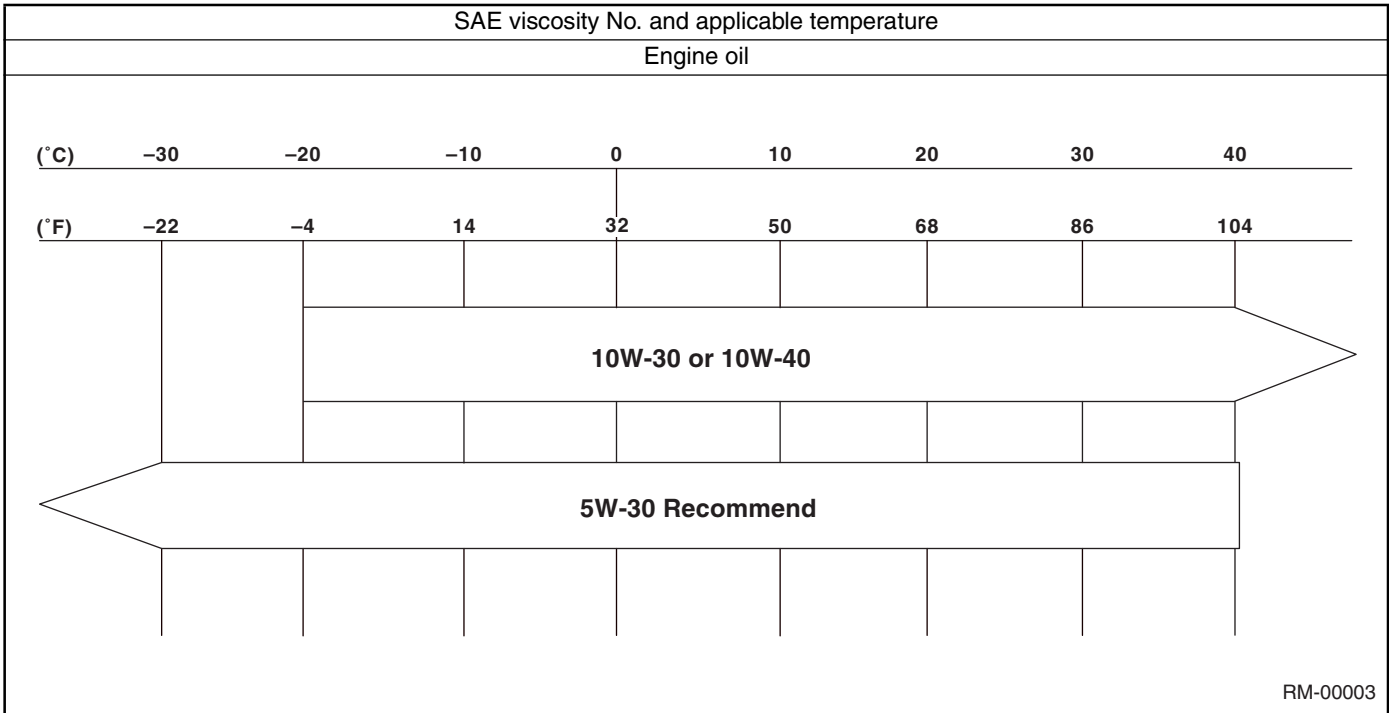 SAE viscosity No. and applicable temperature
Engine oil
(˚C) –30 –20 –10 0 10 20 30 40
(˚F) –22 –4 14 32 50 68 86 104
10W-30 or 10W-40
5W-30 Recommend
RM-00003